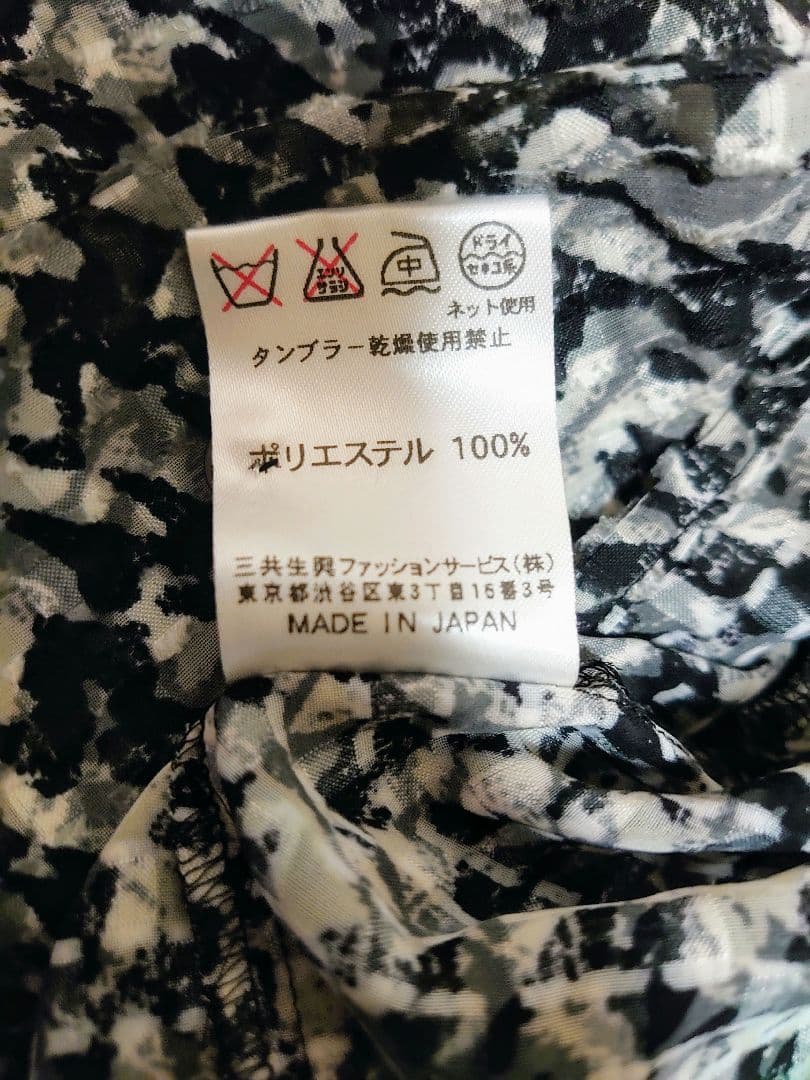 エンソ サラシ
中
ドライ
セキユ系
ネット使用
タンブラー乾燥使用禁止
ポリエステル 100%
三共生興ファッションサービス(株)
東京都渋谷区東3丁目16番3号
MADE IN JAPAN